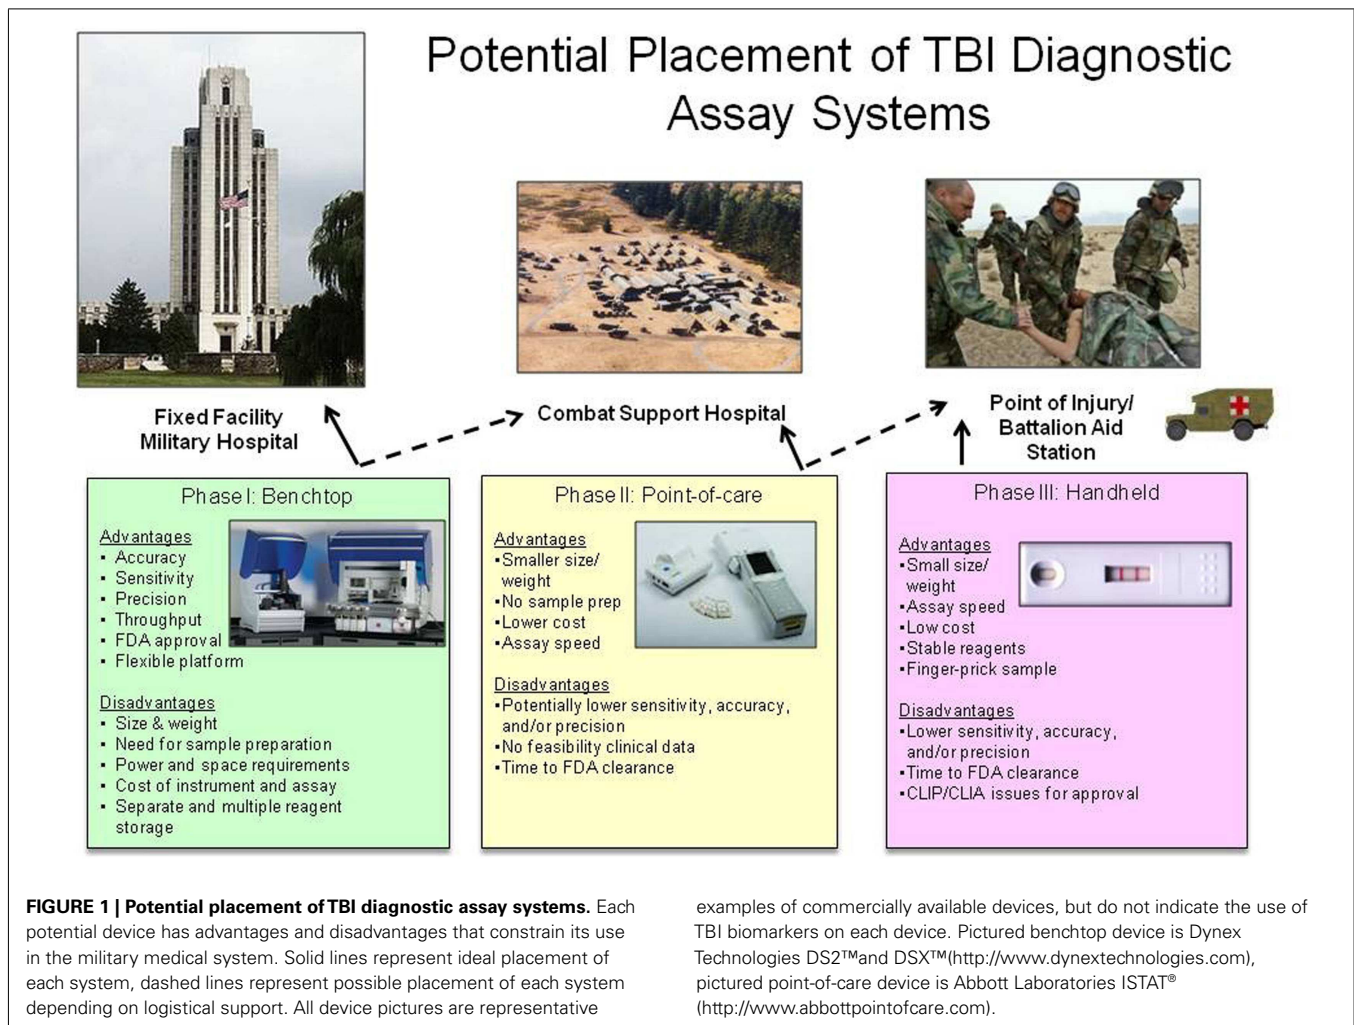 Potential Placement of TBI Diagnostic
Assay Systems
Fixed Facility
Military Hospital
Combat Support Hospital
Point of Injury/
Battalion Aid
Station
Phase I: Benchtop
Advantages
▪ Accuracy
▪ Sensitivity
▪ Precision
▪ Throughput
▪ FDA approval
▪ Flexible platform
Disadvantages
▪ Size & weight
▪ Need for sample preparation
▪ Power and space requirements
▪ Cost of instrument and assay
▪ Separate and multiple reagent
storage
Phase II: Point-of-care
Advantages
▪Smaller size/
weight
▪No sample prep
▪Lower cost
▪Assay speed
Disadvantages
▪Potentially lower sensitivity, accuracy,
and/or precision
▪No feasibility clinical data
▪Time to FDA clearance
Phase III: Handheld
Advantages
▪Small size/
weight
▪Assay speed
▪Low cost
▪Stable reagents
▪Finger-prick sample
Disadvantages
▪Lower sensitivity, accuracy,
and/or precision
▪Time to FDA clearance
▪CLIP/CLIA issues for approval
FIGURE 1 | Potential placement of TBI diagnostic assay systems. Each
potential device has advantages and disadvantages that constrain its use
in the military medical system. Solid lines represent ideal placement of
each system, dashed lines represent possible placement of each system
depending on logistical support. All device pictures are representative
examples of commercially available devices, but do not indicate the use of
TBI biomarkers on each device. Pictured benchtop device is Dynex
Technologies DS2™and DSX™(http://www.dynextechnologies.com),
pictured point-of-care device is Abbott Laboratories ISTAT®
(http://www.abbottpointofcare.com).